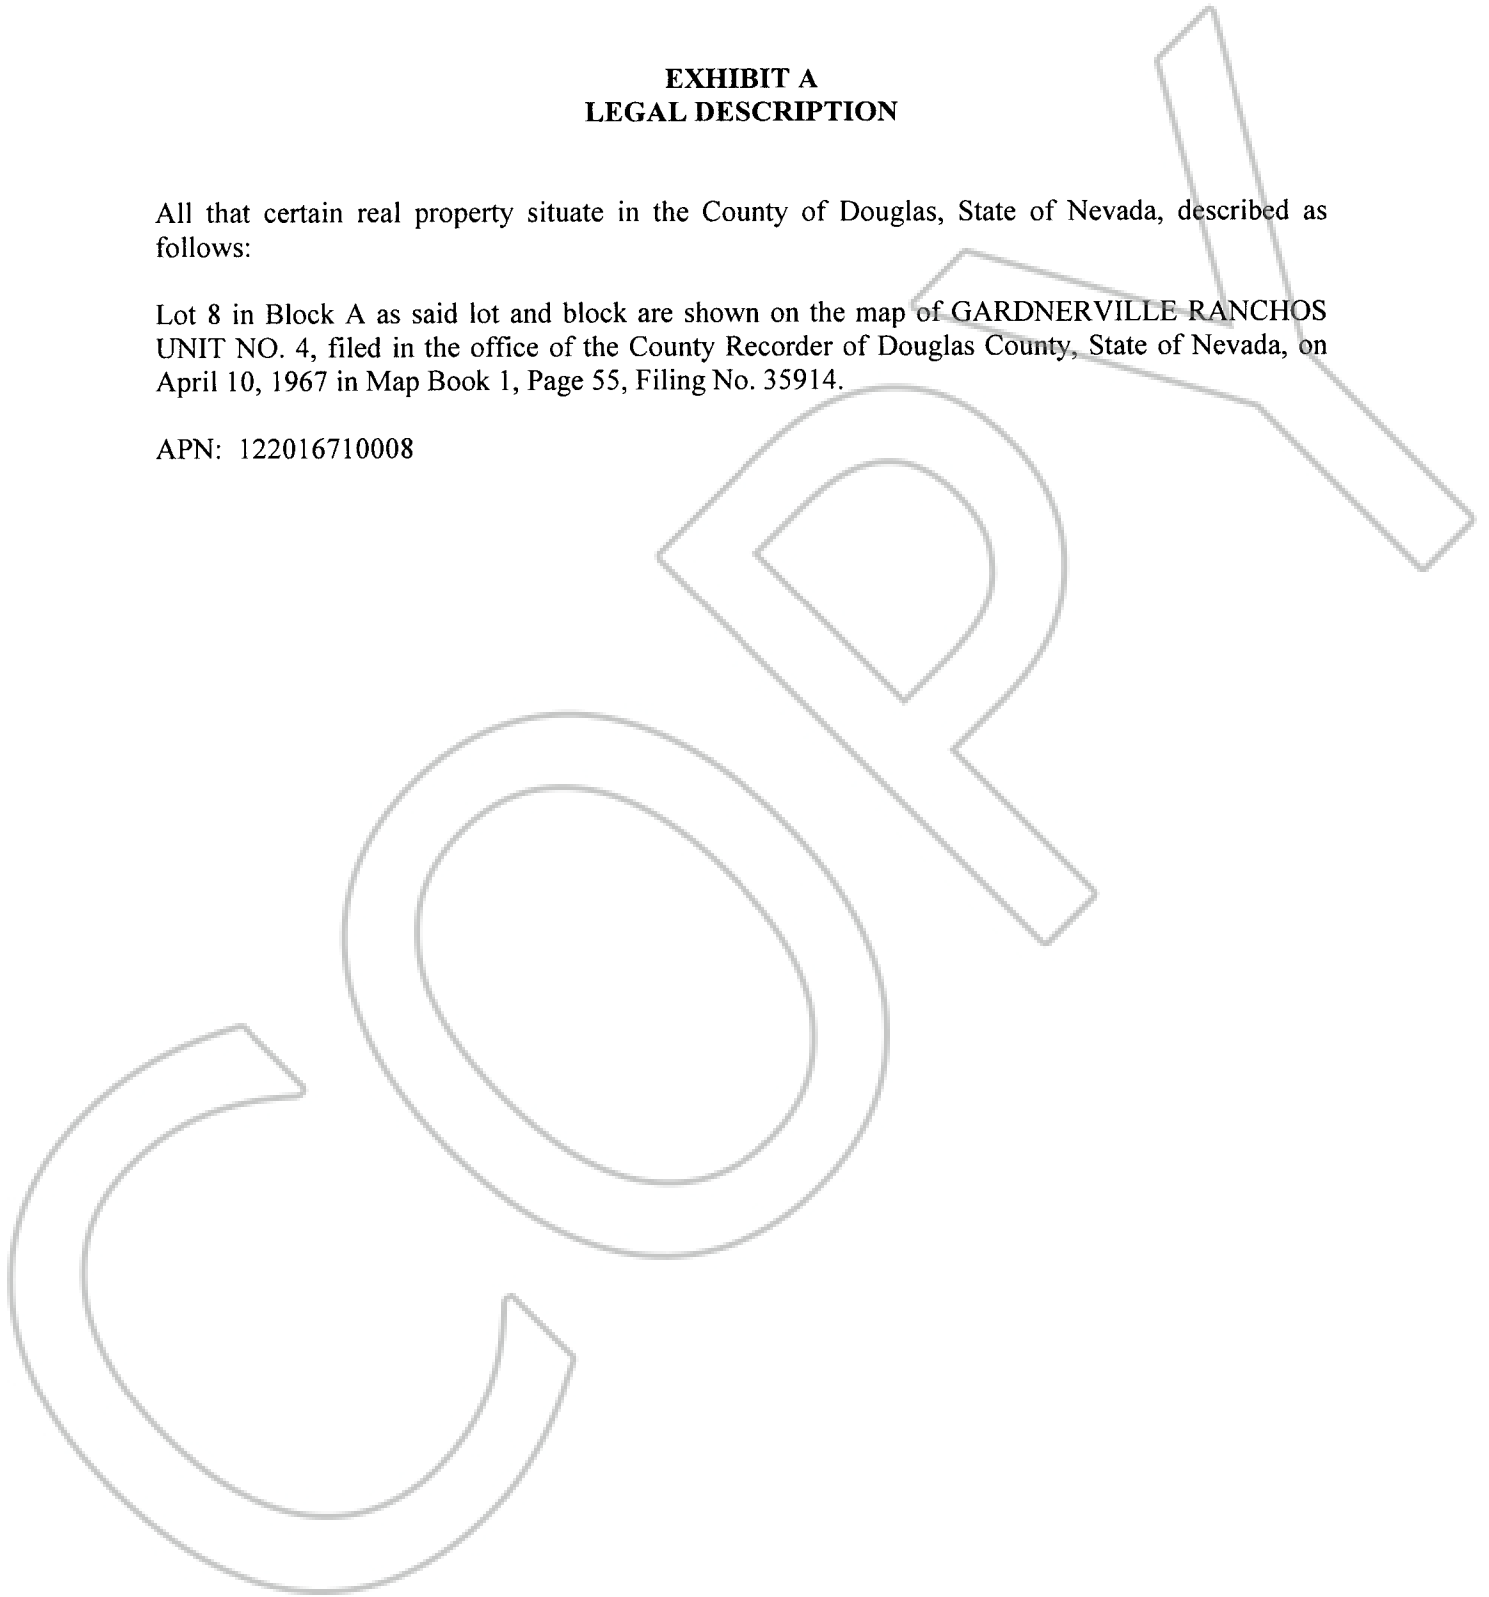 EXHIBIT A
LEGAL DESCRIPTION
All that certain real property situate in the County of Douglas, State of Nevada, described as
follows:
Lot 8 in Block A as said lot and block are shown on the map of GARDNERVILLE RANCHOS
UNIT NO. 4, filed in the office of the County Recorder of Douglas County, State of Nevada, on
April 10, 1967 in Map Book 1, Page 55, Filing No. 35914.
APN: 122016710008
COPY